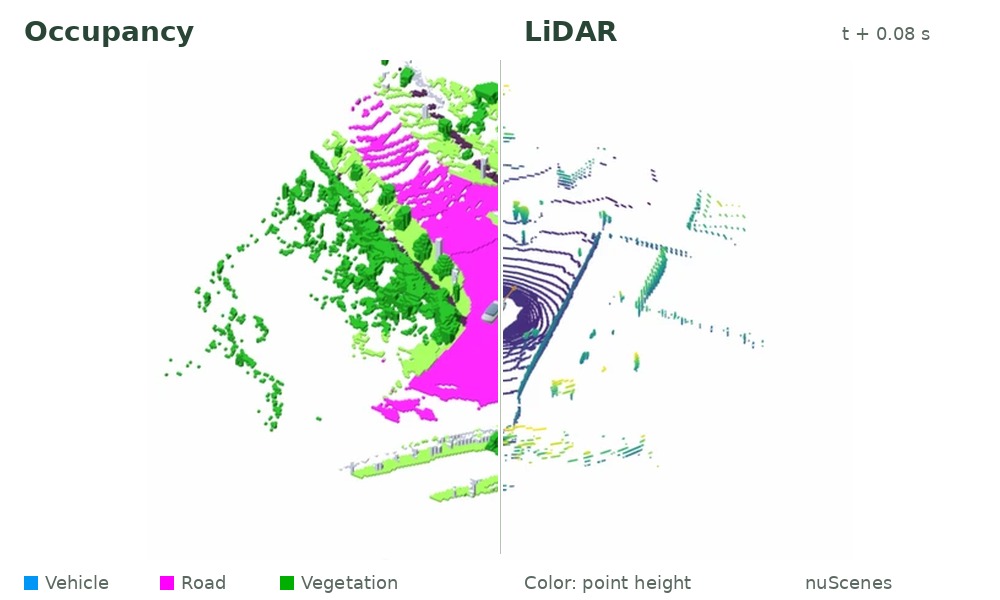 Occupancy
LiDAR
t + 0.08 s
Vehicle
Road
Vegetation
Color: point height
nuScenes